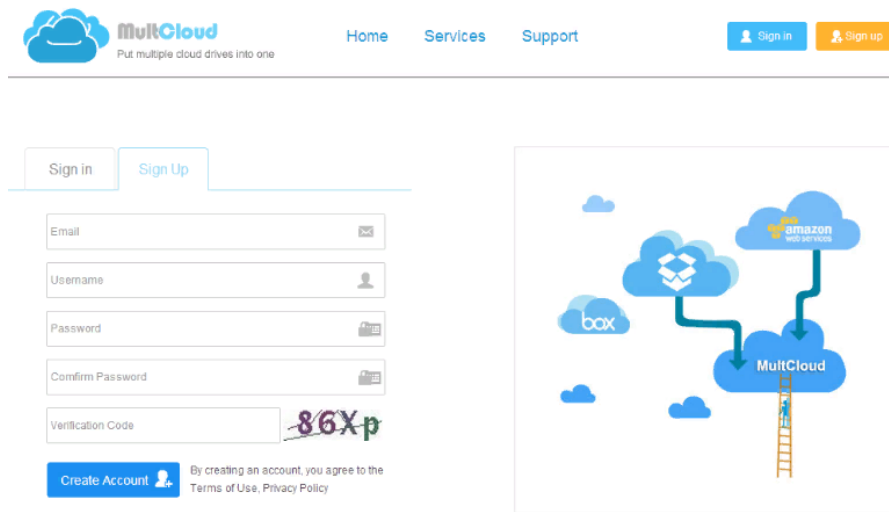 MultCloud
Put multiple cloud drives into one
Home Services Support
Sign in
Sign up
Sign in
Sign Up
Email
Username
Password
Comfirm Password
Verification Code
86Xp
Create Account
By creating an account, you agree to the
Terms of Use, Privacy Policy
amazon
web services
box
MultCloud